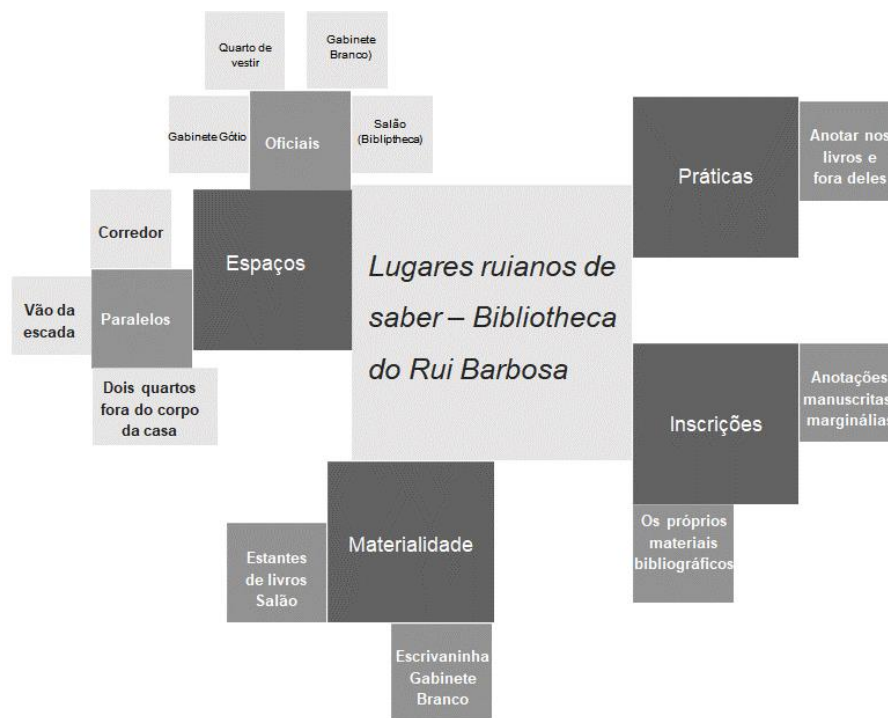 Quarto de
vestir
Gabinete
Branco)
Gabinete Gótio
Oficiais
Salão
(Biblioptheca)
Corredor
Espaços
Vão da
escada
Paralelos
Dois quartos
fora do corpo
da casa
Lugares ruianos de
saber – Bibliotheca
do Rui Barbosa
Práticas
Anotar nos
livros e
fora deles
Inscrições
Anotações
manuscritas
marginálias
Os próprios
materiais
bibliográficos
Materialidade
Estantes
de livros
Salão
Escrivaninha
Gabinete
Branco